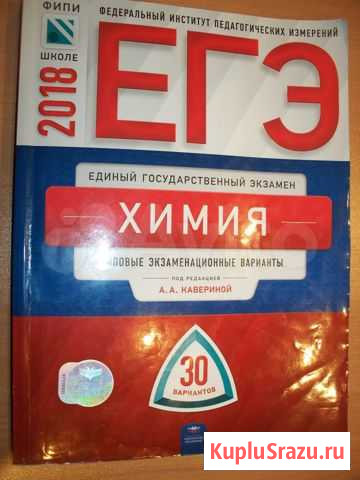 ФИПИ
ШКОЛЕ
2018
ФЕДЕРАЛЬНЫЙ ИНСТИТУТ ПЕДАГОГИЧЕСКИХ ИЗМЕРЕНИЙ
ЕГЭ
ЕДИНЫЙ ГОСУДАРСТВЕННЫЙ ЭКЗАМЕН
ХИМИЯ
ПОВЫЕ ЭКЗАМЕНАЦИОННЫЕ ВАРИАНТЫ
ПОД РЕДАКЦИЕЙ
А. А. КАВЕРИНОЙ
30
ВАРИАНТОВ
KupluSrazu.ru